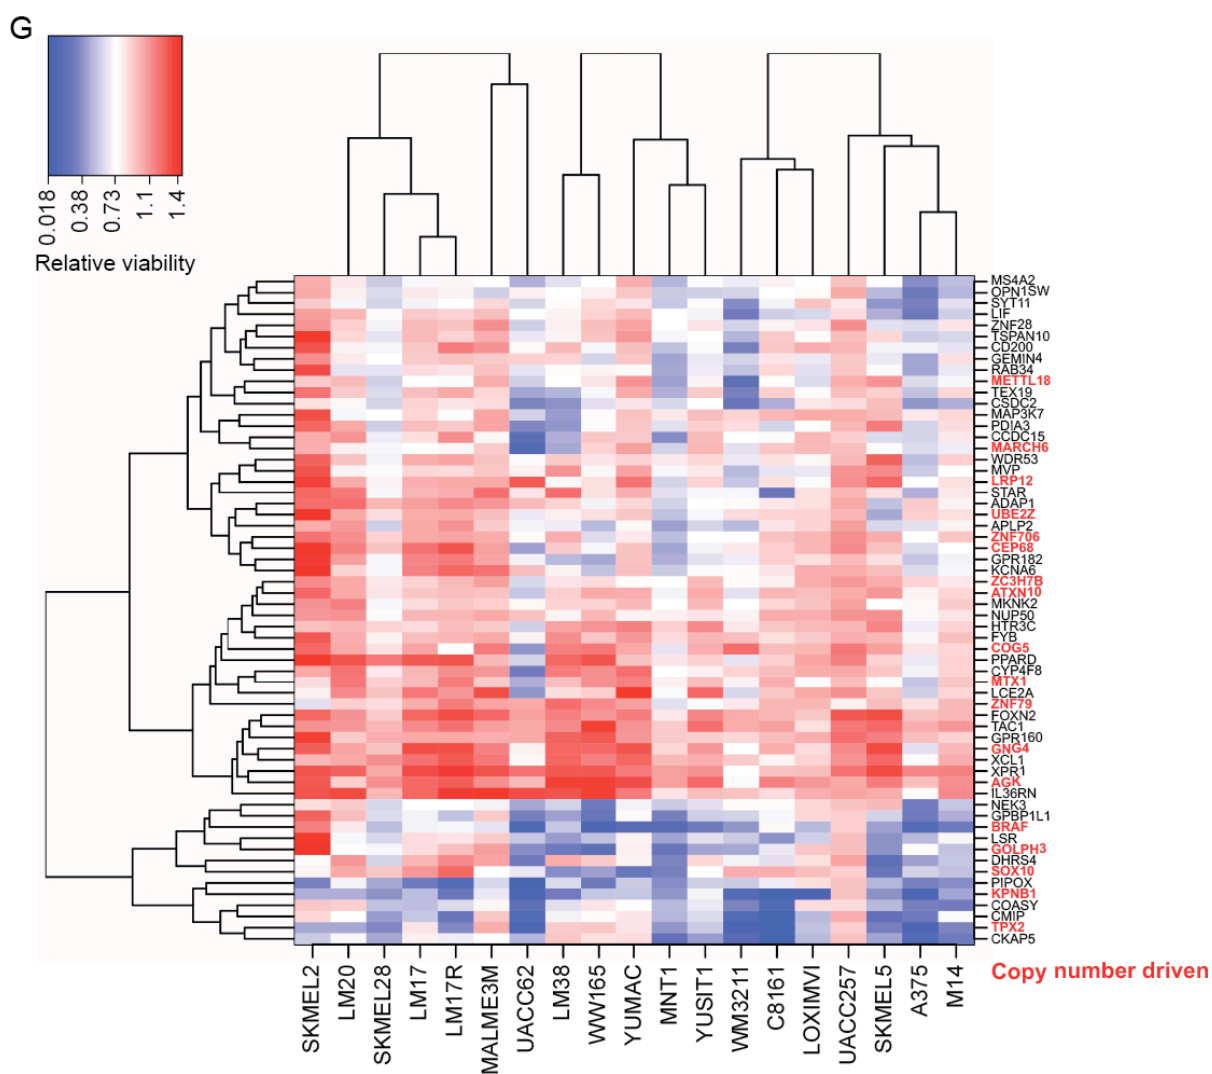 G
0.018
0.38
0.73
1.1
1.4
Relative viability
MS4A2
OPN1SW
SYT11
LIF
ZNF28
TSPAN10
CD200
GEMIN4
RAB34
METTL18
TEX19
CSDC2
MAP3K7
PDIA3
CCDC15
MARCH6
WDR53
MVP
LRP12
STAR
ADAP1
UBE2Z
APLP2
ZNF706
CEP68
GPR182
KCNA6
ZC3H7B
ATXN10
MKNK2
NUP50
HTR3C
FYB
COG5
PPARD
CYP4F8
MTX1
LCE2A
ZNF79
FOXN2
TAC1
GPR160
GNG4
XCL1
XPR1
AGK
IL36RN
NEK3
GPBP1L1
BRAF
LSR
GOLPH3
DHRS4
SOX10
PIPOX
KPNB1
COASY
CMIP
TPX2
CKAP5
Copy number driven
SKMEL2
LM20
SKMEL28
LM17
LM17R
MALME3M
UACC62
LM38
WW165
YUMAC
MNT1
YUSIT1
WM3211
C8161
LOXIMVI
UACC257
SKMEL5
A375
M14